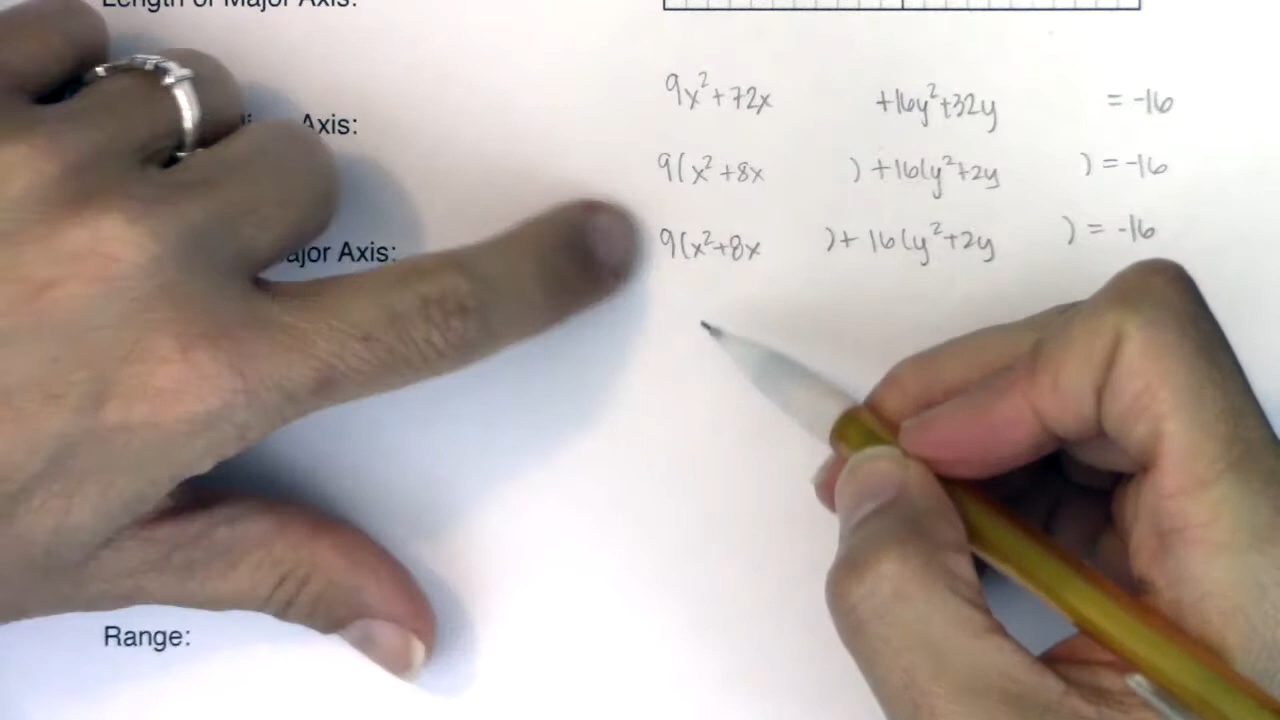 Length of Major Axis:
9x²+72x +16y²+32y = -16
Axis:
9(x²+8x ) +16(y²+2y ) = -16
ajor Axis:
9(x²+8x )+ 16(y²+2y ) = -16
Range: